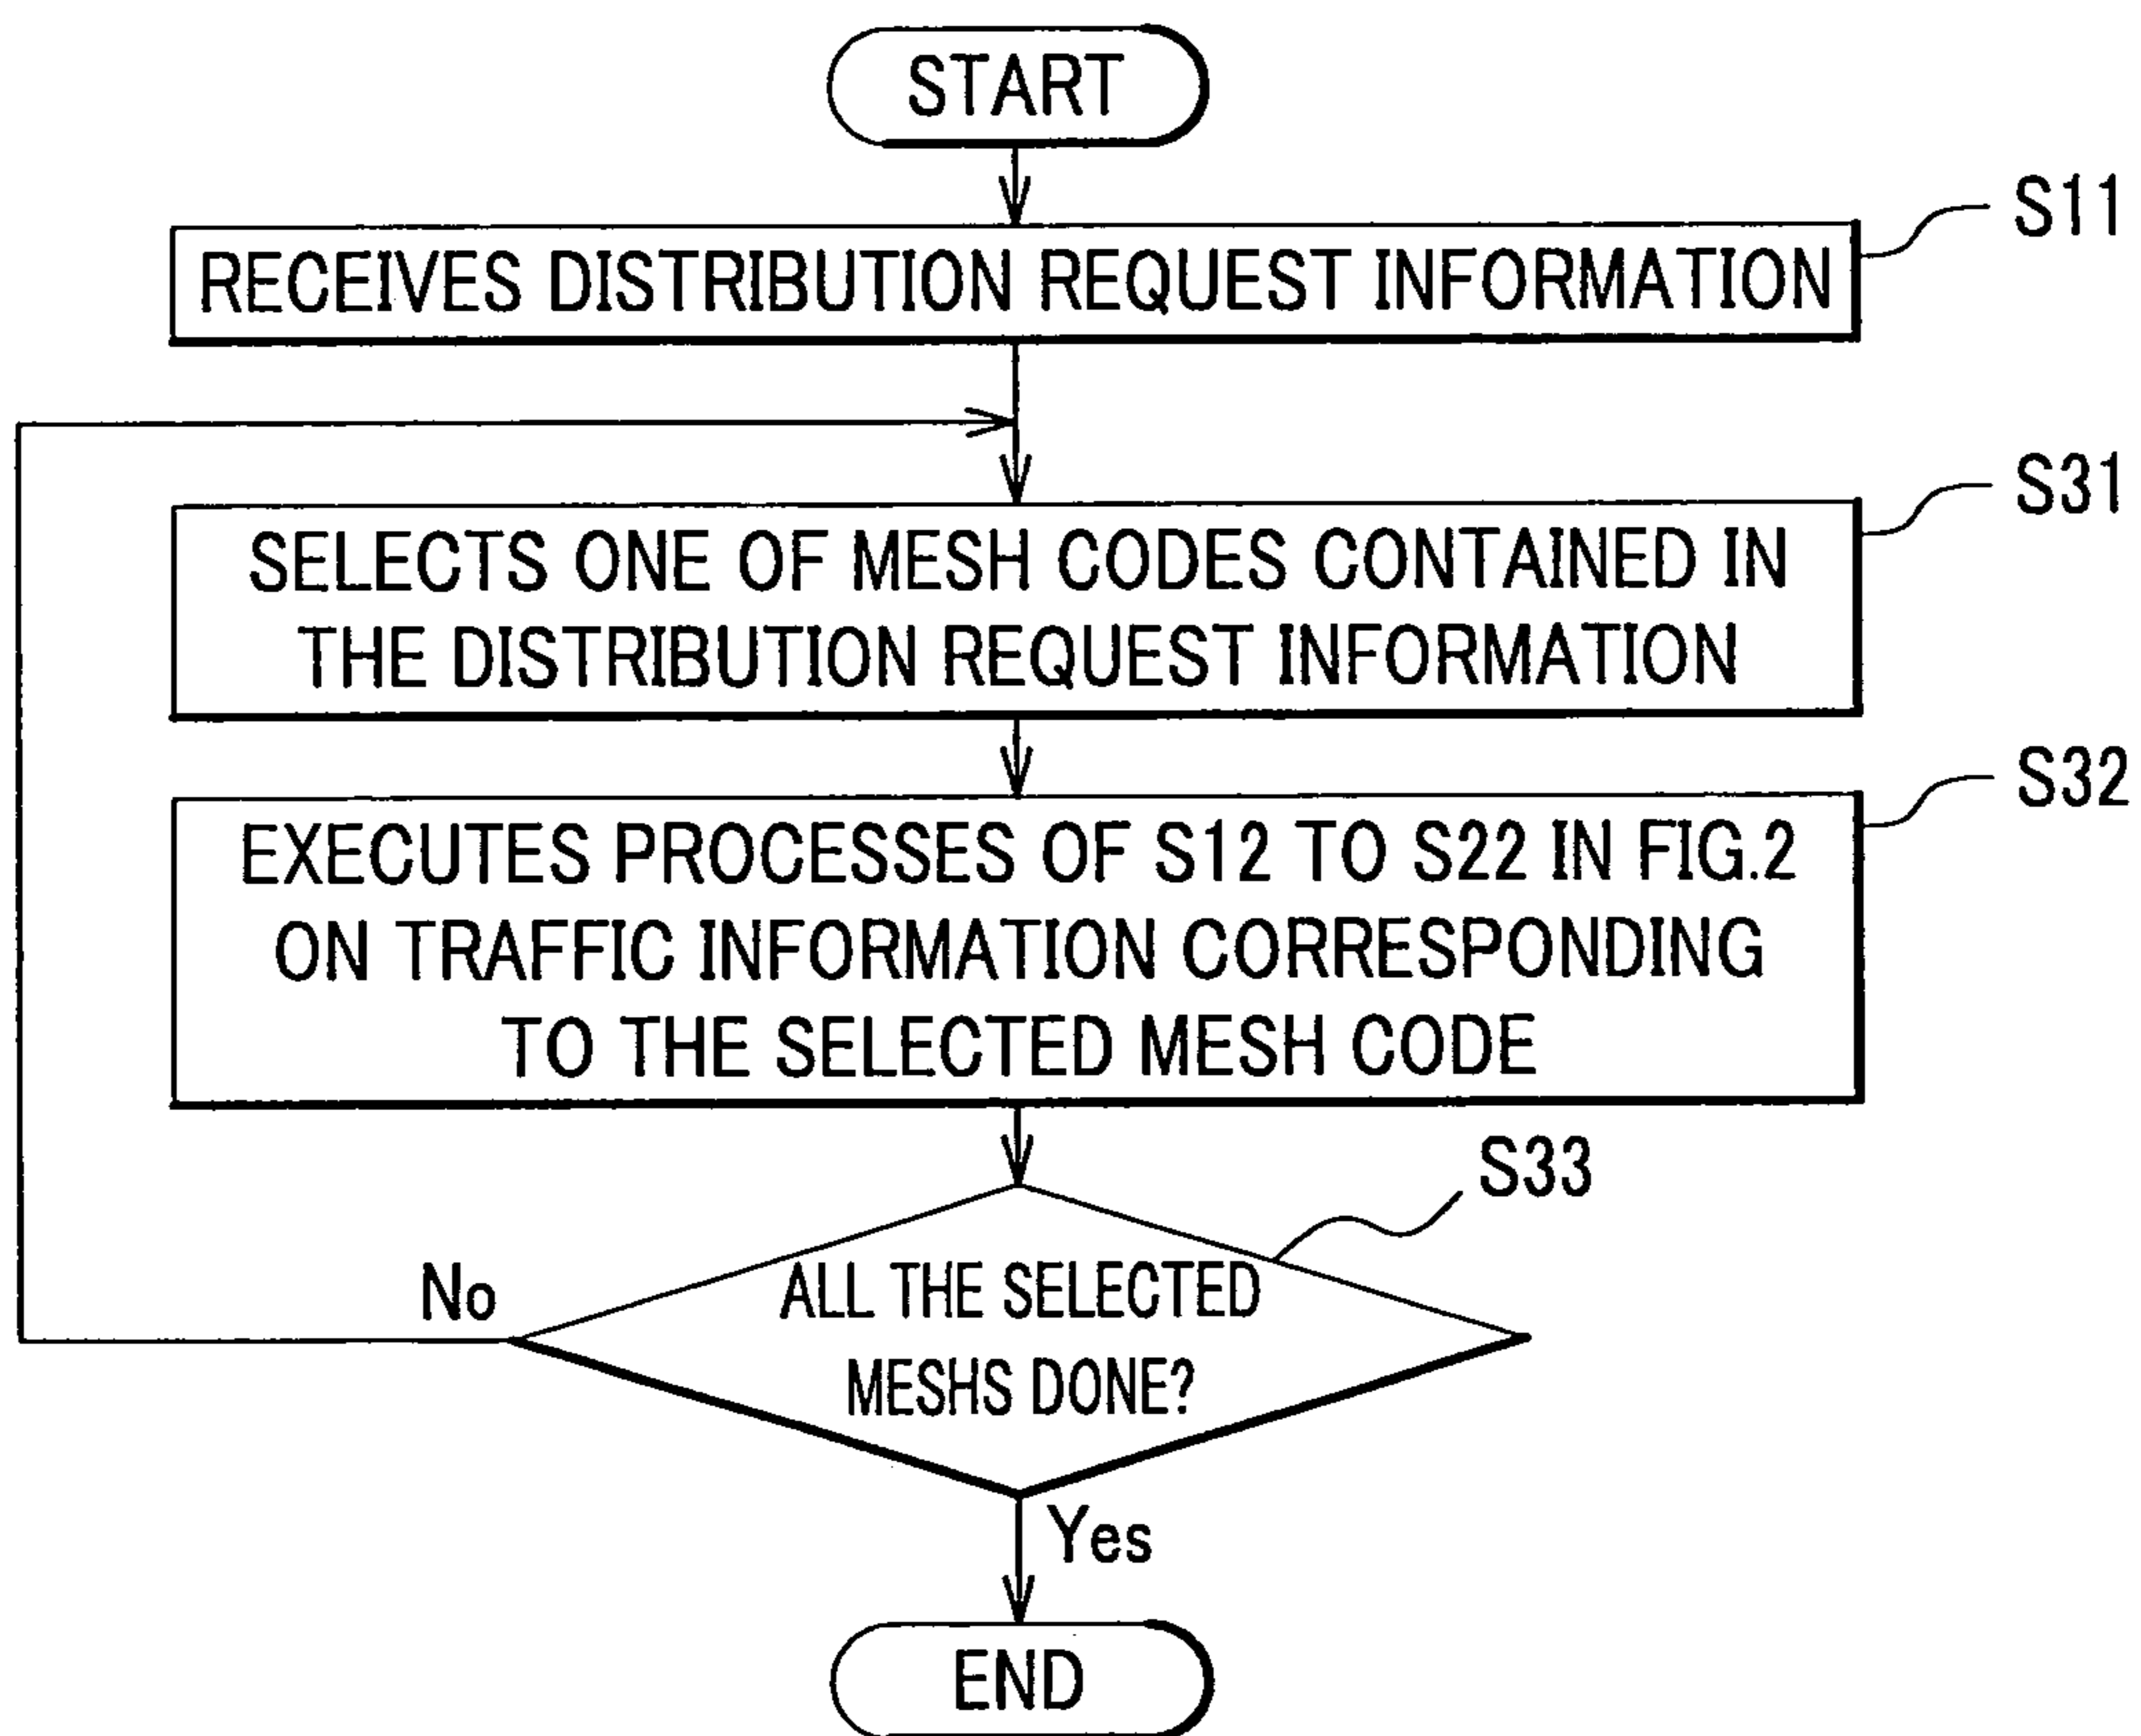 START
S11
RECEIVES DISTRIBUTION REQUEST INFORMATION
S31
SELECTS ONE OF MESH CODES CONTAINED IN
THE DISTRIBUTION REQUEST INFORMATION
S32
EXECUTES PROCESSES OF S12 TO S22 IN FIG.2
ON TRAFFIC INFORMATION CORRESPONDING
TO THE SELECTED MESH CODE
S33
No
ALL THE SELECTED
MESHS DONE?
Yes
END